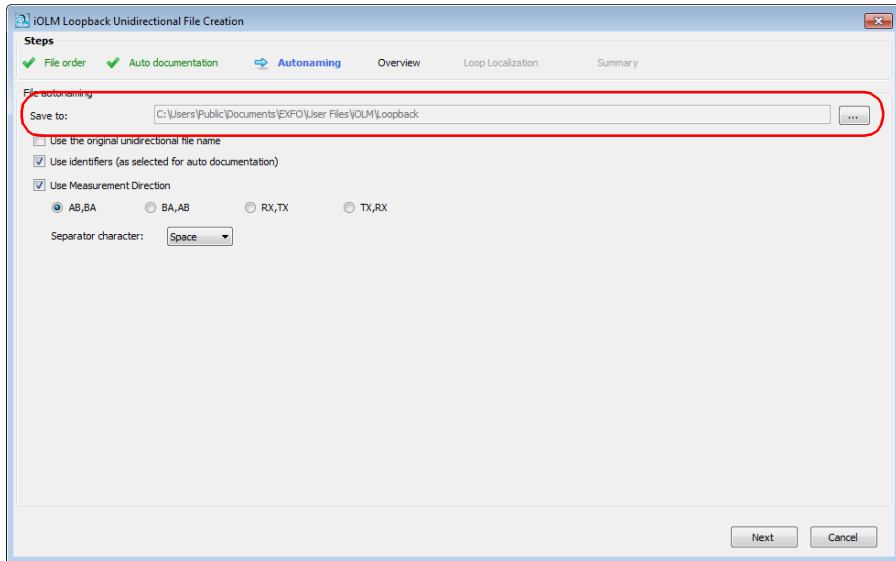 iOLM Loopback Unidirectional File Creation
Steps
File order Auto documentation Autonaming Overview Loop Localization Summary
File autonaming
Save to: C:\Users\Public\Documents\EXFO\User Files\iOLM\Loopback ...
Use the original unidirectional file name
Use identifiers (as selected for auto documentation)
Use Measurement Direction
AB,BA BA,AB RX,TX TX,RX
Separator character: Space
Next Cancel